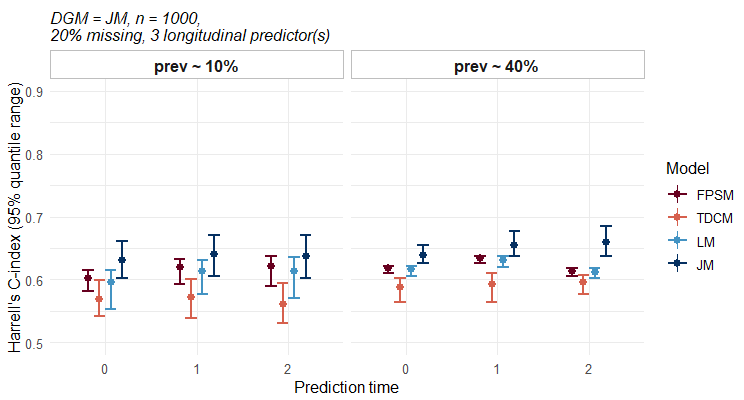 DGM = JM, n = 1000,
20% missing, 3 longitudinal predictor(s)
prev ~ 10%
prev ~ 40%
Harrell's C-index (95% quantile range)
0.9
0.8
0.7
0.6
0.5
0
1
2
0
1
2
Prediction time
Model
FPSM
TDCM
LM
JM